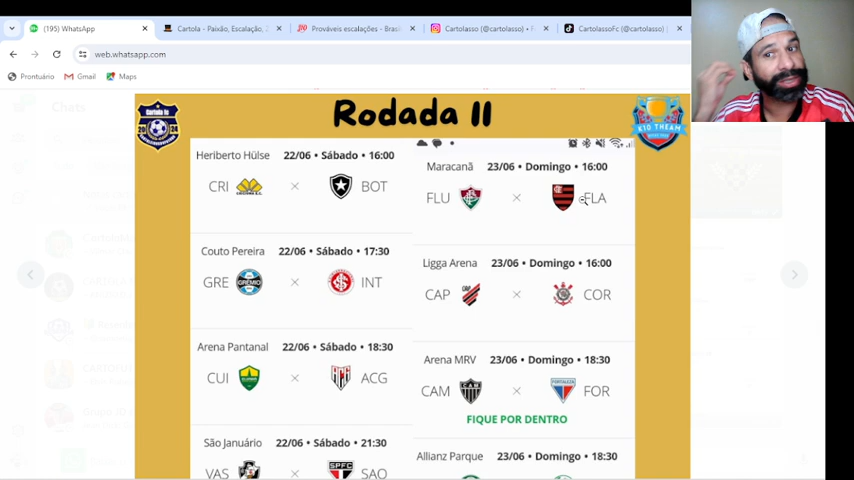 (195) WhatsApp
Cartola - Paixão, Escalação,
Prováveis escalações - Brasi
Cartolasso (@cartolasso) •
CartolassoFc (@cartolasso)
web.whatsapp.com
Prontuário
Gmail
Maps
Chats
Rodada II
Heriberto Hülse 22/06 • Sábado • 16:00
CRI × BOT
Couto Pereira 22/06 • Sábado • 17:30
GRE × INT
Arena Pantanal 22/06 • Sábado • 18:30
CUI × ACG
São Januário 22/06 • Sábado • 21:30
VAS × SAO
Maracanã 23/06 • Domingo • 16:00
FLU × FLA
Ligga Arena 23/06 • Domingo • 16:00
CAP × COR
Arena MRV 23/06 • Domingo • 18:30
CAM × FOR
FIQUE POR DENTRO
Allianz Parque 23/06 • Domingo • 18:30